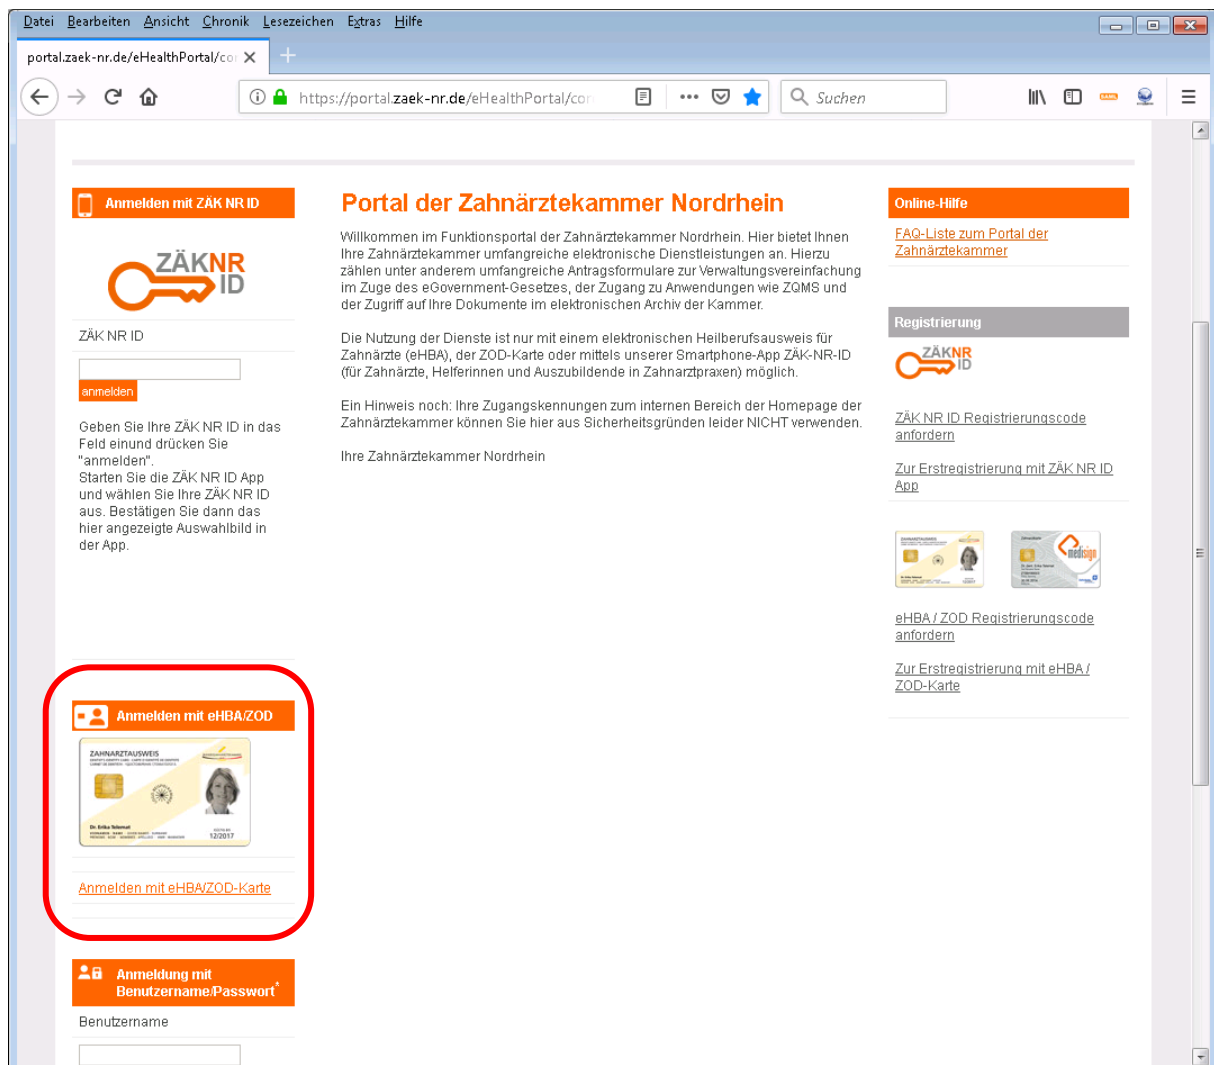 Datei Bearbeiten Ansicht Chronik Lesezeichen Extras Hilfe
portal.zaek-nr.de/eHealthPortal/co
https://portal.zaek-nr.de/eHealthPortal/con
Suchen
Anmelden mit ZÄK NR ID
ZÄKNR
ID
ZÄK NR ID
anmelden
Geben Sie Ihre ZÄK NR ID in das
Feld einund drücken Sie
"anmelden".
Starten Sie die ZÄK NR ID App
und wählen Sie Ihre ZÄK NR ID
aus. Bestätigen Sie dann das
hier angezeigte Auswahlbild in
der App.
Anmelden mit eHBA/ZOD
ZAHNARZTAUSWEIS
Dr. Erika Telemat
12/2017
Anmelden mit eHBA/ZOD-Karte
Anmeldung mit
Benutzername/Passwort*
Benutzername
Portal der Zahnärztekammer Nordrhein
Willkommen im Funktionsportal der Zahnärztekammer Nordrhein. Hier bietet Ihnen
Ihre Zahnärztekammer umfangreiche elektronische Dienstleistungen an. Hierzu
zählen unter anderem umfangreiche Antragsformulare zur Verwaltungsvereinfachung
im Zuge des eGovernment-Gesetzes, der Zugang zu Anwendungen wie ZQMS und
der Zugriff auf Ihre Dokumente im elektronischen Archiv der Kammer.
Die Nutzung der Dienste ist nur mit einem elektronischen Heilberufsausweis für
Zahnärzte (eHBA), der ZOD-Karte oder mittels unserer Smartphone-App ZÄK-NR-ID
(für Zahnärzte, Helferinnen und Auszubildende in Zahnarztpraxen) möglich.
Ein Hinweis noch: Ihre Zugangskennungen zum internen Bereich der Homepage der
Zahnärztekammer können Sie hier aus Sicherheitsgründen leider NICHT verwenden.
Ihre Zahnärztekammer Nordrhein
Online-Hilfe
FAQ-Liste zum Portal der
Zahnärztekammer
Registrierung
ZÄKNR
ID
ZÄK NR ID Registrierungscode
anfordern
Zur Erstregistrierung mit ZÄK NR ID
App
ZAHNARZTAUSWEIS
medisign
eHBA / ZOD Registrierungscode
anfordern
Zur Erstregistrierung mit eHBA /
ZOD-Karte